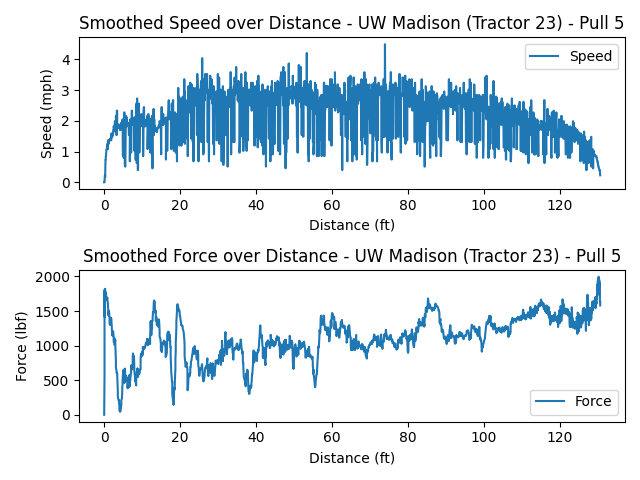 Smoothed Speed over Distance - UW Madison (Tractor 23) - Pull 5
4
3
2
1
0
Speed (mph)
Speed
0 20 40 60 80 100 120
Distance (ft)
Smoothed Force over Distance - UW Madison (Tractor 23) - Pull 5
2000
1500
1000
500
0
Force (lbf)
Force
0 20 40 60 80 100 120
Distance (ft)